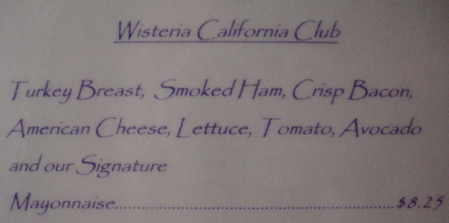 Wisteria California Club
Turkey Breast, Smoked Ham, Crisp Bacon,
American Cheese, Lettuce, Tomato, Avocado
and our Signature
Mayonnaise............................................................$8.25